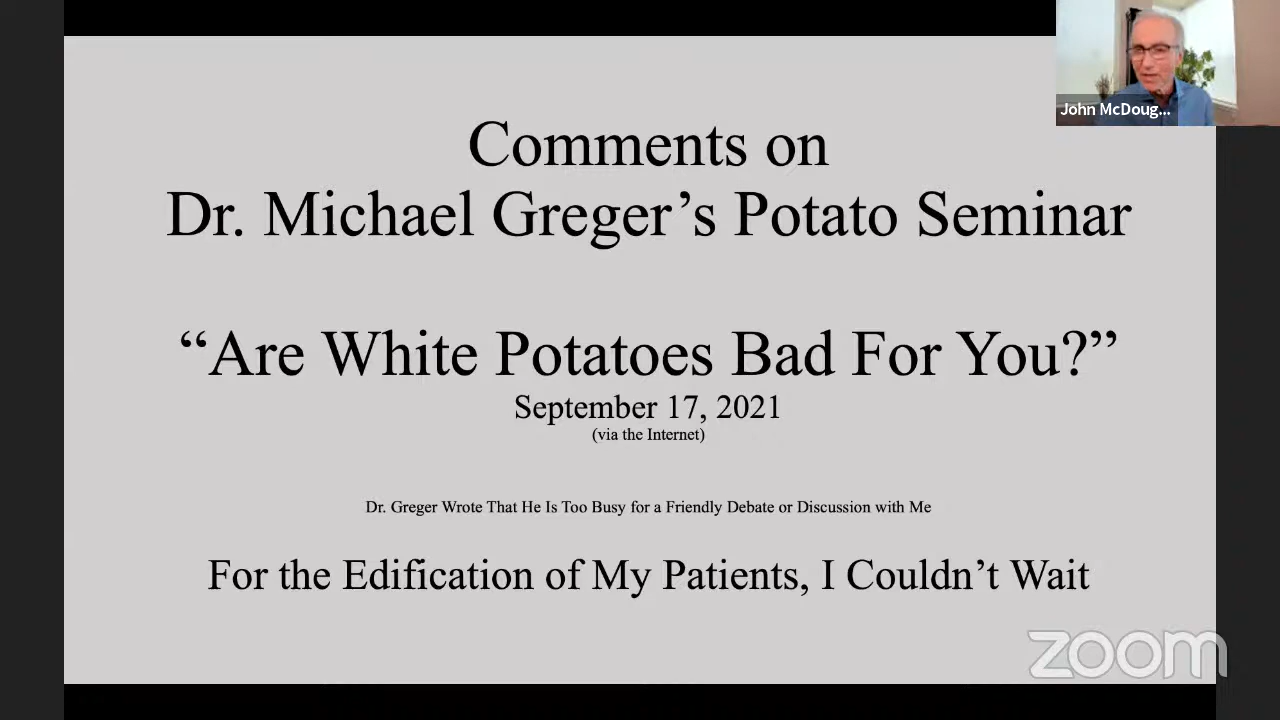 John McDoug...
Comments on
Dr. Michael Greger’s Potato Seminar
“Are White Potatoes Bad For You?”
September 17, 2021
(via the Internet)
Dr. Greger Wrote That He Is Too Busy for a Friendly Debate or Discussion with Me
For the Edification of My Patients, I Couldn’t Wait
zoom